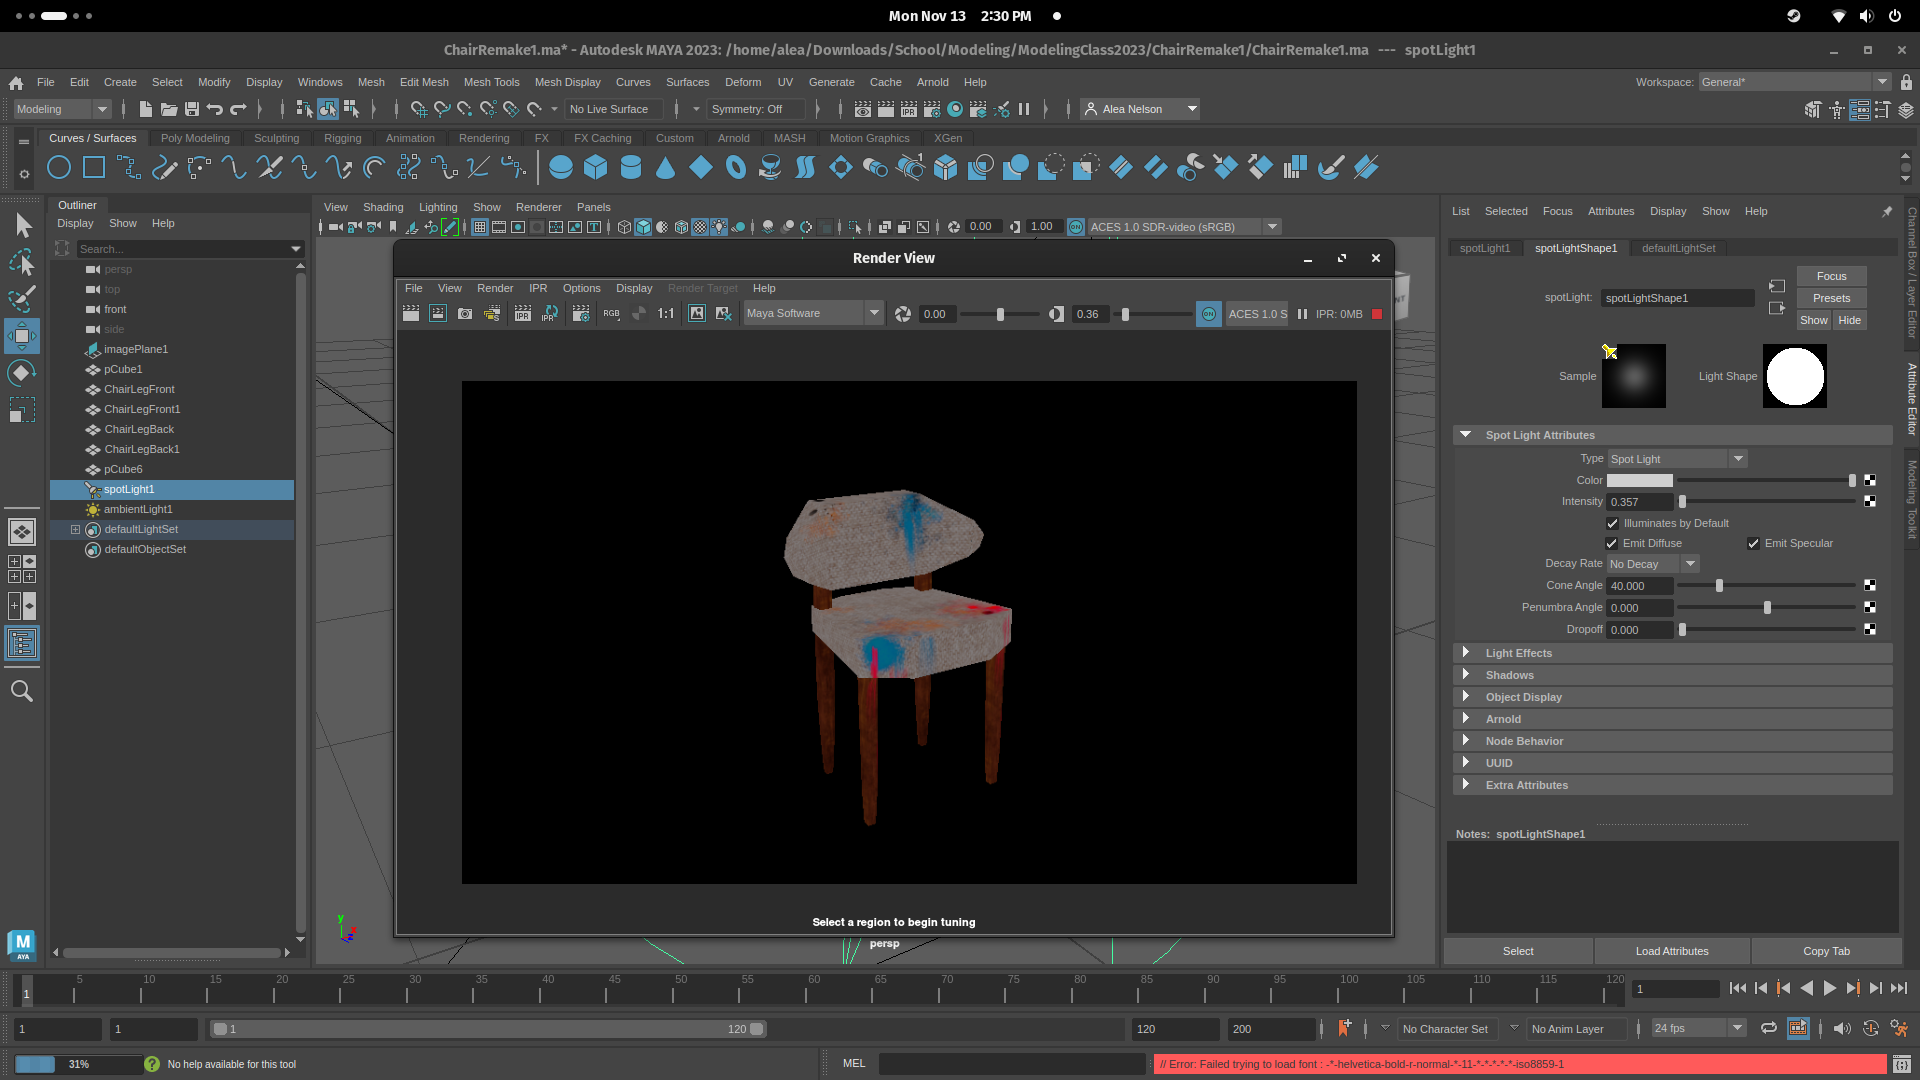 Mon Nov 13 2:30 PM
ChairRemake1.ma* - Autodesk MAYA 2023: /home/alea/Downloads/School/Modeling/ModelingClass2023/ChairRemake1/ChairRemake1.ma --- spotLight1
File Edit Create Select Modify Display Windows Mesh Edit Mesh Mesh Tools Mesh Display Curves Surfaces Deform UV Generate Cache Arnold Help
Workspace: General*
Modeling
No Live Surface
Symmetry: Off
IPR
Alea Nelson
Curves / Surfaces Poly Modeling Sculpting Rigging Animation Rendering FX FX Caching Custom Arnold MASH Motion Graphics XGen
Outliner
Display Show Help
Search...
persp
top
front
side
imagePlane1
pCube1
ChairLegFront
ChairLegFront1
ChairLegBack
ChairLegBack1
pCube6
spotLight1
ambientLight1
defaultLightSet
defaultObjectSet
View Shading Lighting Show Renderer Panels
0.00 1.00 ACES 1.0 SDR-video (sRGB)
Render View
File View Render IPR Options Display Render Target Help
IPR IPR RGB 1:1 Maya Software 0.00 0.36 ON ACES 1.0 S IPR: 0MB
Select a region to begin tuning
persp
y
List Selected Focus Attributes Display Show Help
spotLight1 spotLightShape1 defaultLightSet
Focus
spotLight: spotLightShape1
Presets
Show Hide
Sample
Light Shape
Spot Light Attributes
Type Spot Light
Color
Intensity 0.357
Illuminates by Default
Emit Diffuse Emit Specular
Decay Rate No Decay
Cone Angle 40.000
Penumbra Angle 0.000
Dropoff 0.000
Light Effects
Shadows
Object Display
Arnold
Node Behavior
UUID
Extra Attributes
Notes: spotLightShape1
Select Load Attributes Copy Tab
Channel Box / Layer Editor
Attribute Editor
Modeling Toolkit
M
AYA
1 5 10 15 20 25 30 35 40 45 50 55 60 65 70 75 80 85 90 95 100 105 110 115 120
1
1 1 1 120 120 200
No Character Set
No Anim Layer
24 fps
31%
No help available for this tool
MEL
// Error: Failed trying to load font : -*-helvetica-bold-r-normal-*-11-*-*-*-*-*-iso8859-1